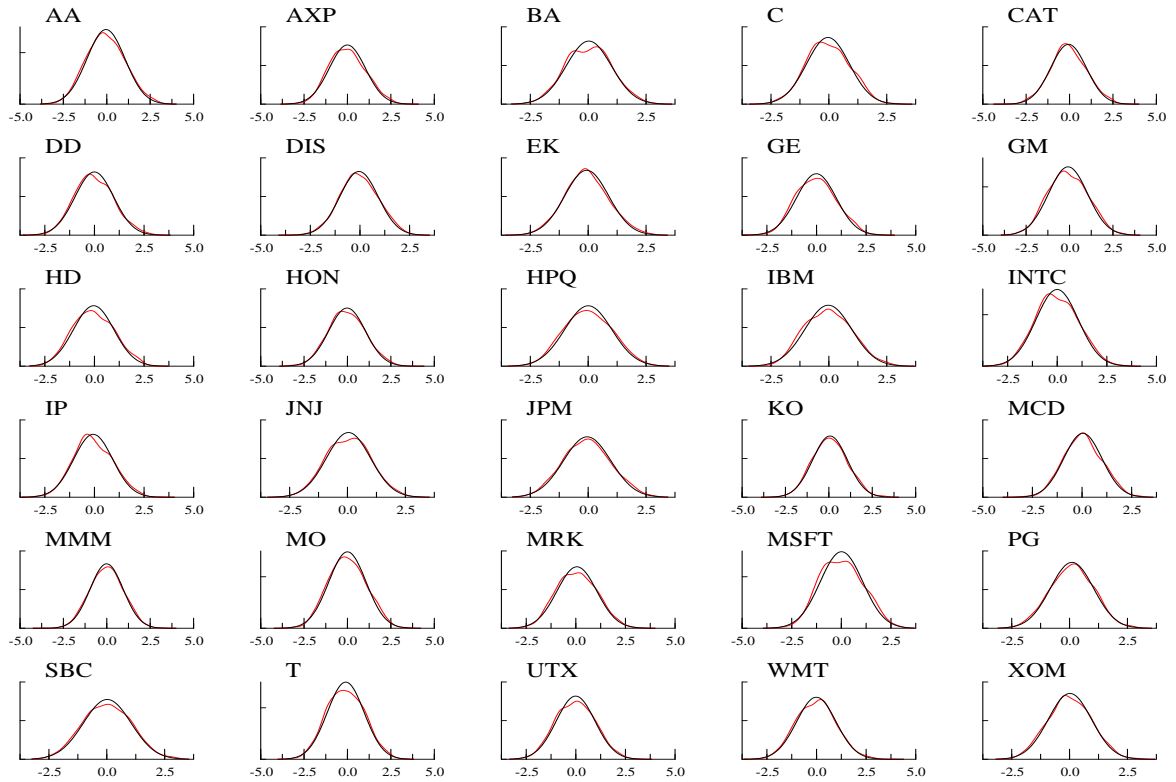 AA AXP BA C CAT
-5.0 -2.5 0.0 2.5 5.0 -5.0 -2.5 0.0 2.5 5.0 -2.5 0.0 2.5 -2.5 0.0 2.5 -5.0 -2.5 0.0 2.5 5.0
DD DIS EK GE GM
-2.5 0.0 2.5 5.0 -5.0 -2.5 0.0 2.5 -2.5 0.0 2.5 -2.5 0.0 2.5 5.0 -2.5 0.0 2.5 5.0
HD HON HPQ IBM INTC
-2.5 0.0 2.5 5.0 -5.0 -2.5 0.0 2.5 5.0 -2.5 0.0 2.5 -2.5 0.0 2.5 -2.5 0.0 2.5 5.0
IP JNJ JPM KO MCD
-2.5 0.0 2.5 5.0 -2.5 0.0 2.5 -2.5 0.0 2.5 -5.0 -2.5 0.0 2.5 5.0 -5.0 -2.5 0.0 2.5
MMM MO MRK MSFT PG
-5.0 -2.5 0.0 2.5 5.0 -5.0 -2.5 0.0 2.5 5.0 -2.5 0.0 2.5 5.0 -5.0 -2.5 0.0 2.5 -2.5 0.0 2.5
SBC T UTX WMT XOM
-2.5 0.0 2.5 -2.5 0.0 2.5 5.0 -2.5 0.0 2.5 5.0 -2.5 0.0 2.5 5.0 -2.5 0.0 2.5